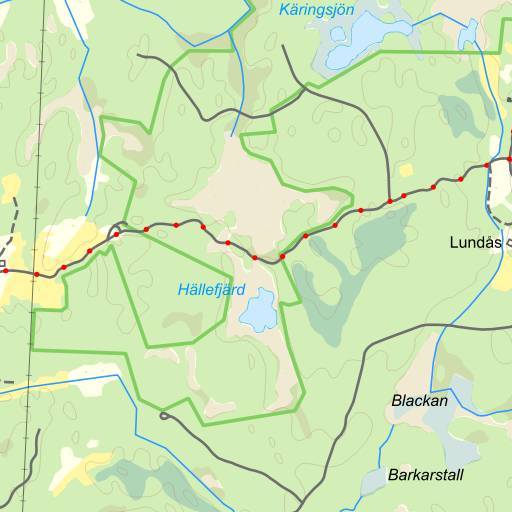 Käringsjön
Lundås
Hällefjärd
Blackan
Barkarstall